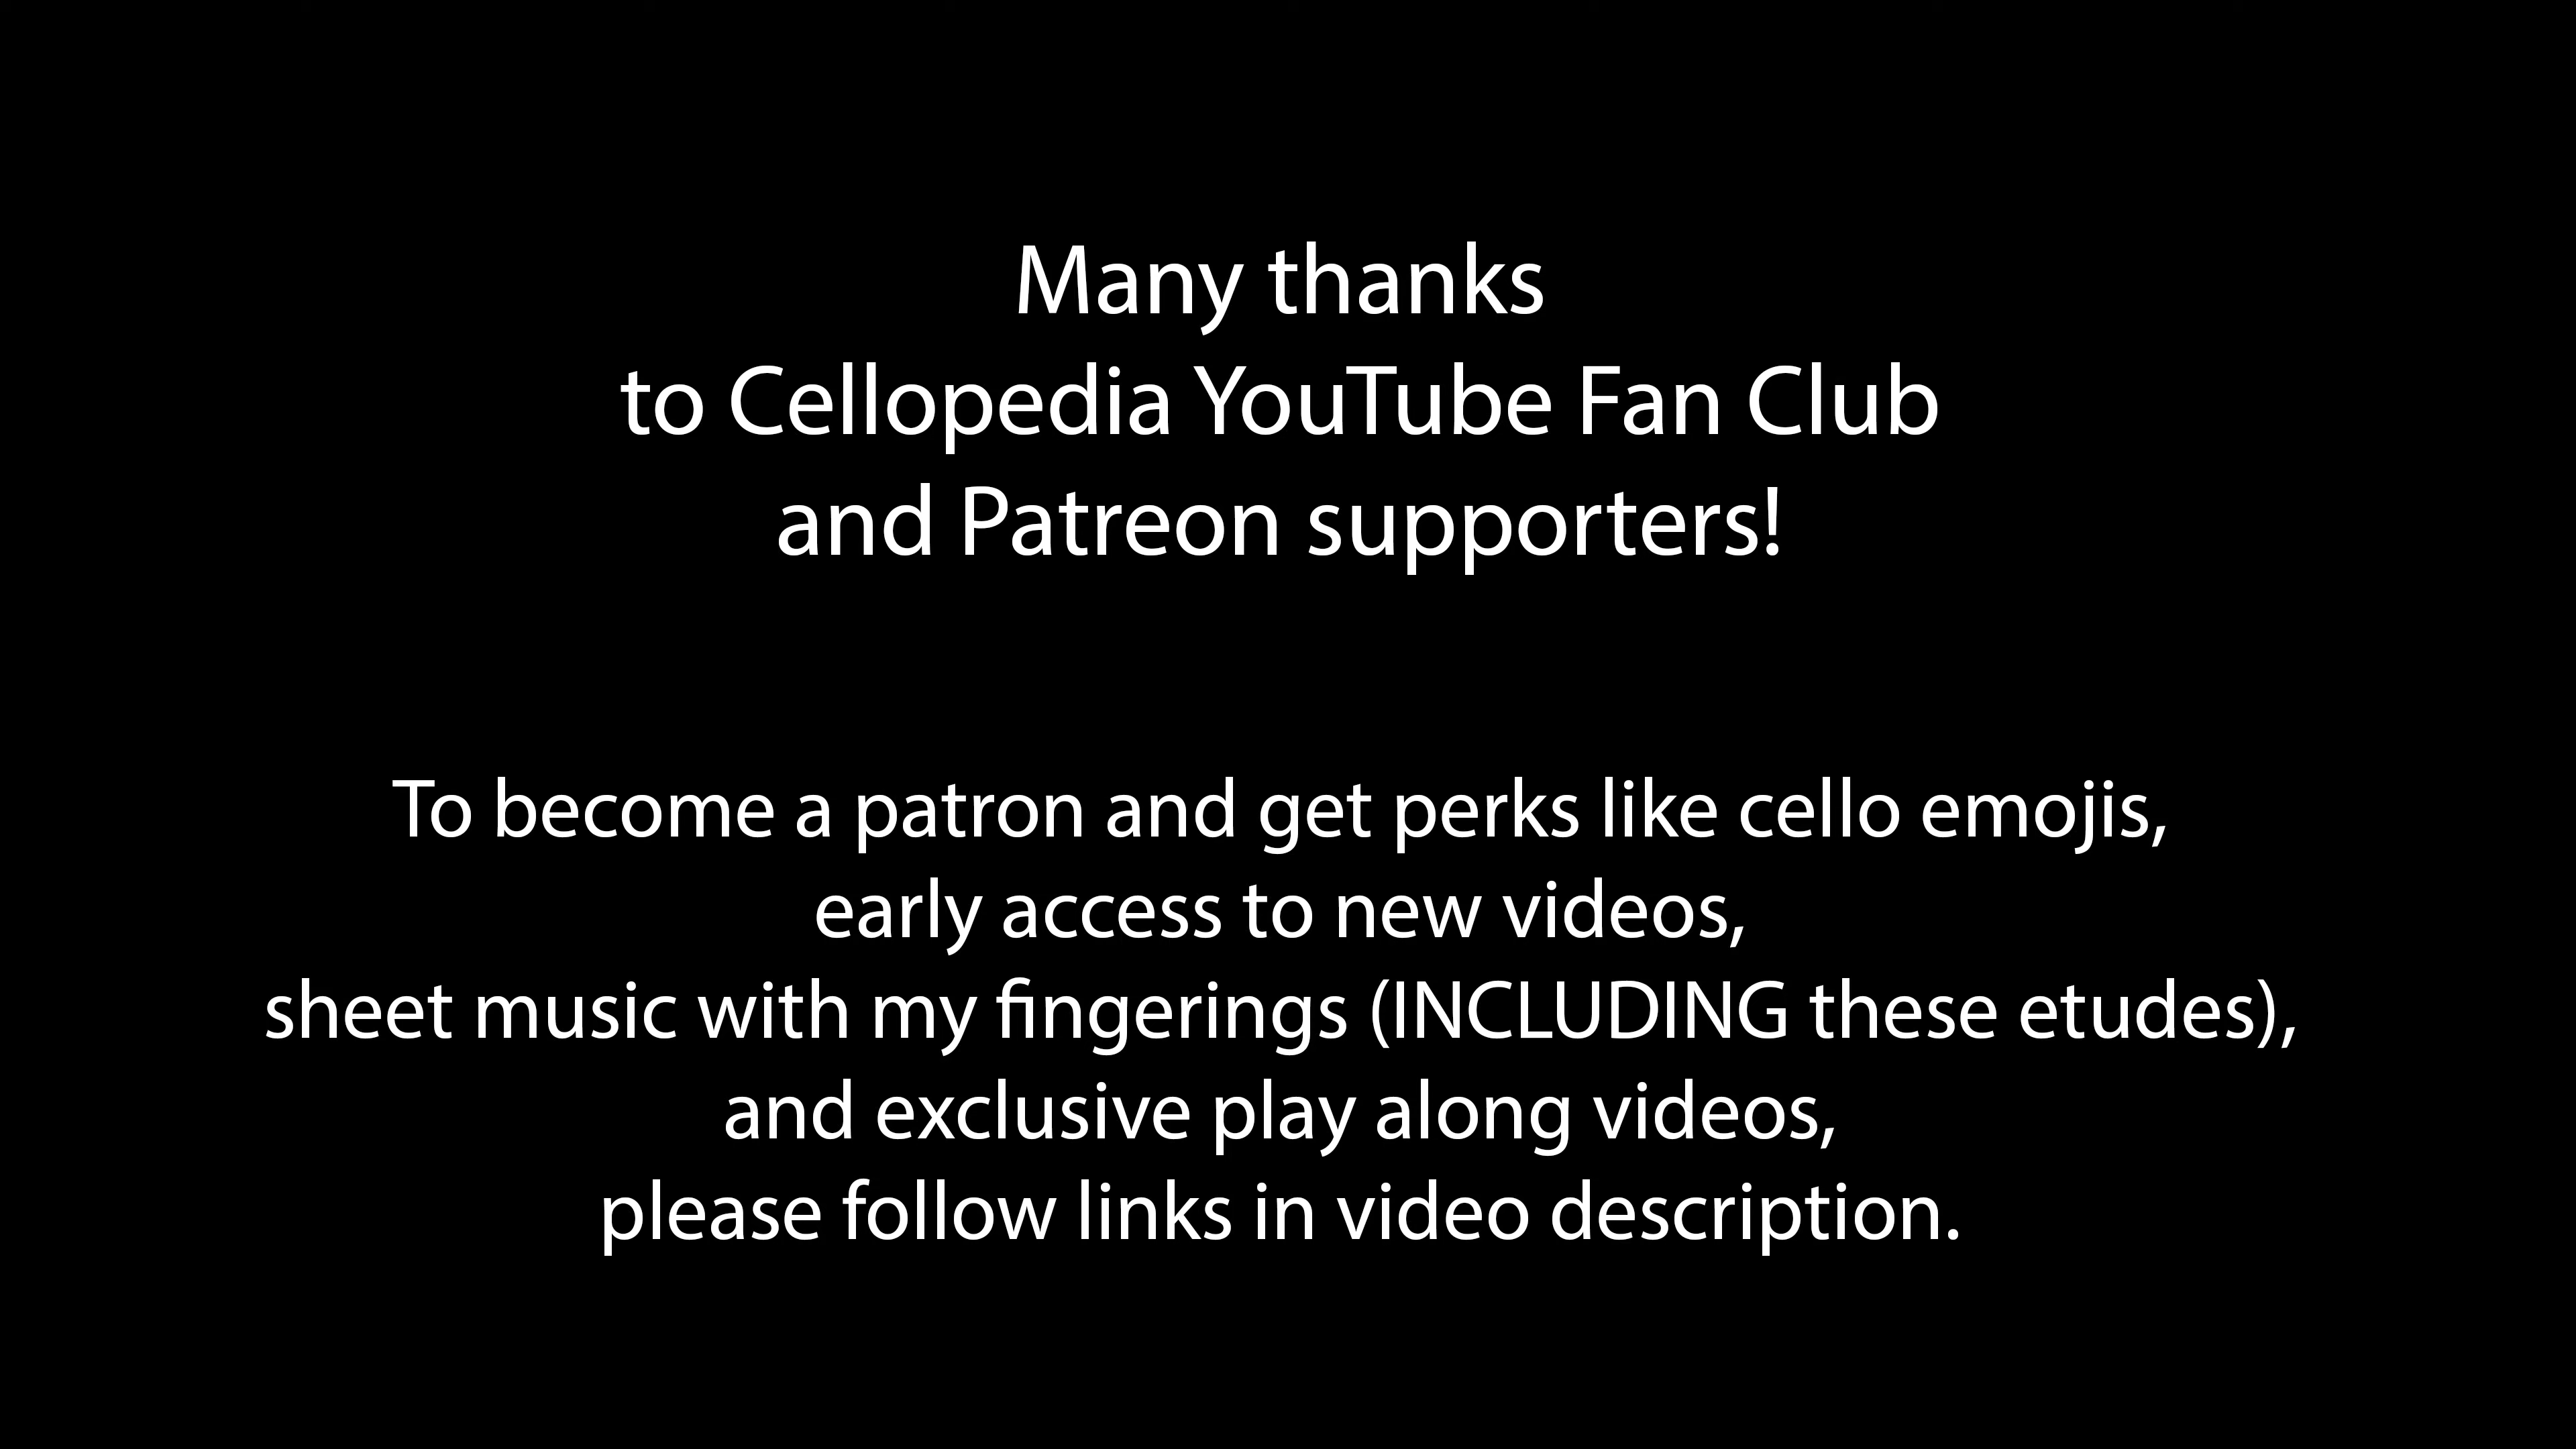 Many thanks
to Cellopedia YouTube Fan Club
and Patreon supporters!
To become a patron and get perks like cello emojis,
early access to new videos,
sheet music with my fingerings (INCLUDING these etudes),
and exclusive play along videos,
please follow links in video description.